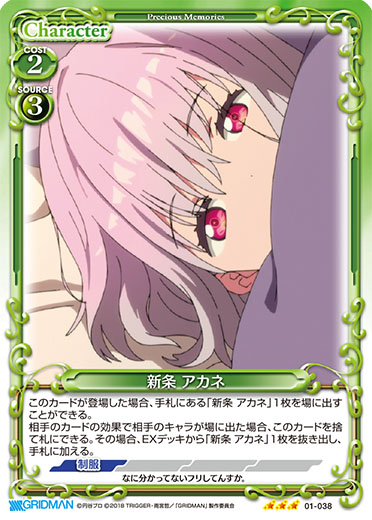 Precious Memories
Character
COST
2
SOURCE
3
新条 アカネ
このカードが登場した場合、手札にある「新条 アカネ」1枚を場に出す
ことができる。
相手のカードの効果で相手のキャラが場に出た場合、このカードを捨
て札にできる。その場合、EXデッキから「新条 アカネ」1枚を抜き出し、
手札に加える。
制服
なに分かってないフリしてんすか。
GRIDMAN ©円谷プロ ©2018 TRIGGER・雨宮哲／「GRIDMAN」製作委員会 01-038